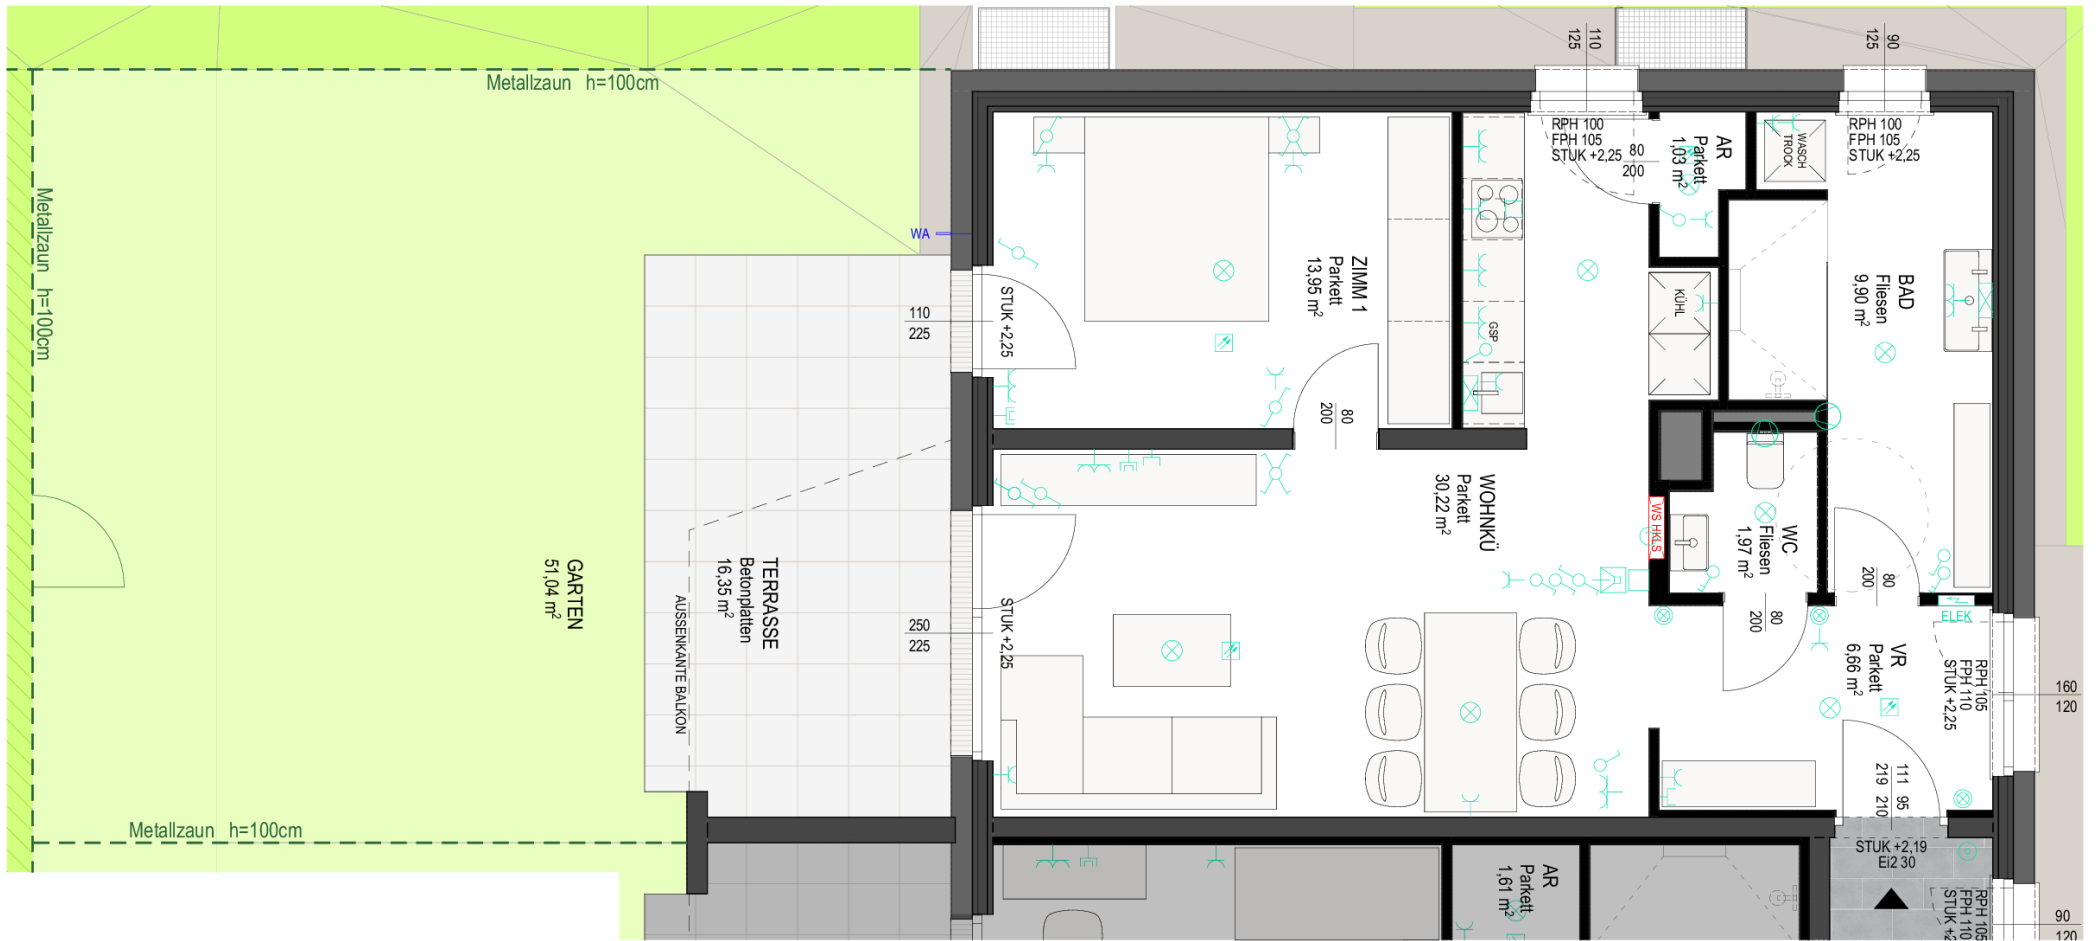 Metallzaun h=100cm
Metallzaun h=100cm
Metallzaun h=100cm
GARTEN
51,04 m²
TERRASSE
Betonplatten
16,35 m²
AUSSENKANTE BALKON
WA
110
225
STUK +2,25
250
225
STUK +2,25
ZIMM 1
Parkett
13,95 m²
80
200
WOHNKÜ
Parkett
30,22 m²
GSP
KÜHL
WS HKLS
110
125
RPH 100
FPH 105
STUK +2,25
80
200
AR
Parkett
1,03 m²
WASCH
TROCK
90
125
RPH 100
FPH 105
STUK +2,25
BAD
Fliesen
9,90 m²
WC
Fliesen
1,97 m²
80
200
80
200
ELEK
VR
Parkett
6,66 m²
RPH 105
FPH 110
STUK +2,25
160
120
111 95
219 210
STUK +2,19
Ei2 30
AR
Parkett
1,61 m²
RPH 105
FPH 110
STUK +2
90
120